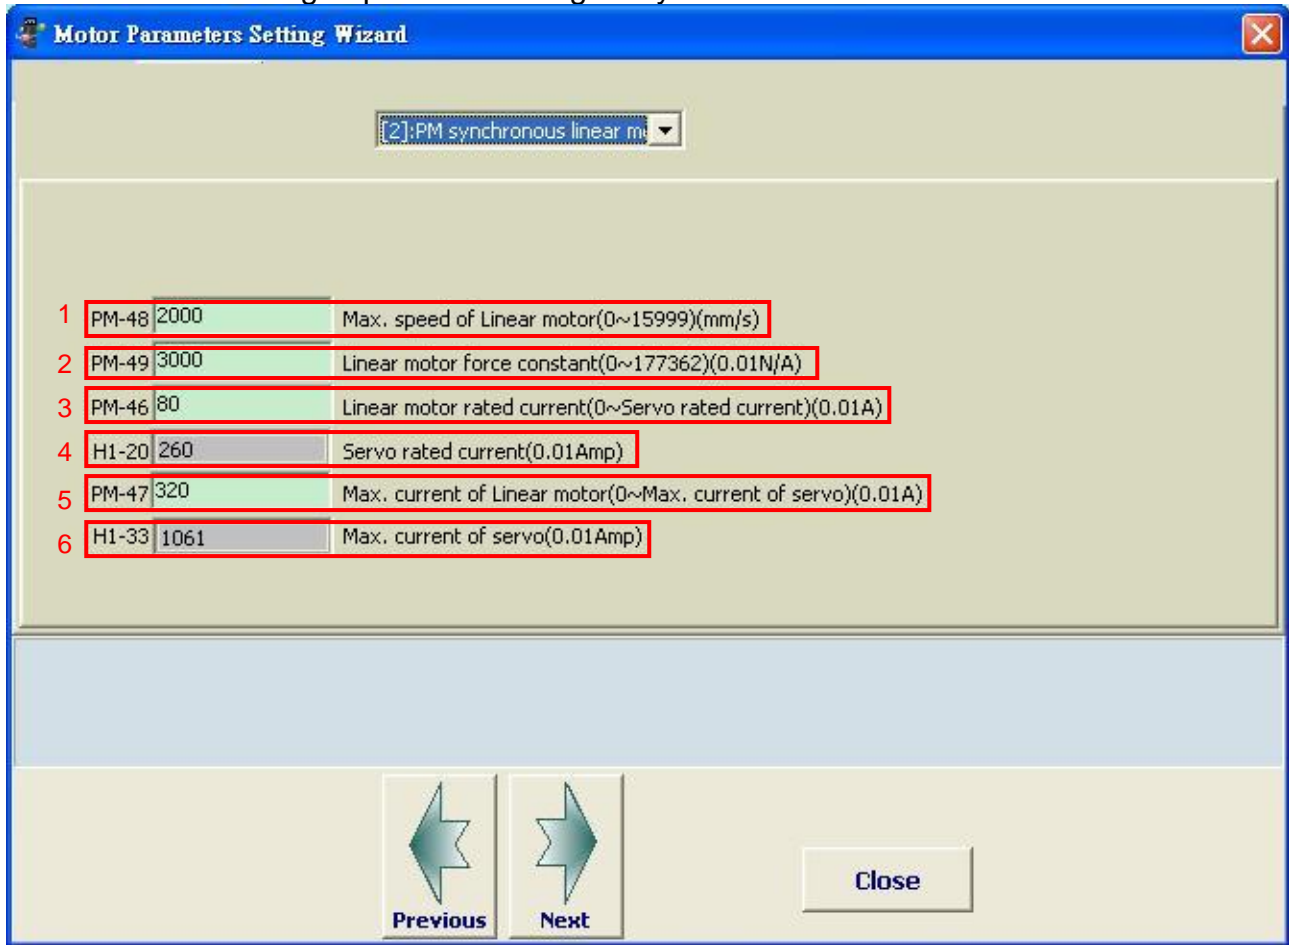 Motor Parameters Setting Wizard
[2]:PM synchronous linear
1 PM-48 2000 Max. speed of Linear motor(0~15999)(mm/s)
2 PM-49 3000 Linear motor force constant(0~177362)(0.01N/A)
3 PM-46 80 Linear motor rated current(0~Servo rated current)(0.01A)
4 H1-20 260 Servo rated current(0.01Amp)
5 PM-47 320 Max. current of Linear motor(0~Max. current of servo)(0.01A)
6 H1-33 1061 Max. current of servo(0.01Amp)
Previous Next Close